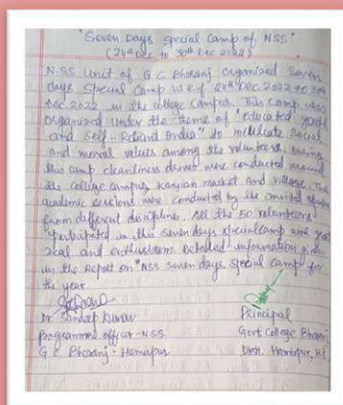 "Seven Days Special Camp of NSS"
(24th Dec to 30th Dec 2022)
N.SS Unit of G C Bhoranj Organized Seven
days Special Camp w.e.f 24th Dec 2022 to 30th
Dec. 2022 in the college Campus. This camp was
organized under the theme of "Educated youth
and Self-Reliant India" to inculcate Social
and moral values among the volunteers. During
this camp cleanliness drives were conducted around
the college campus, Kanjian market and village. The
academic sessions were conducted by the invited
from different disciplines. All the 50 volunteers
participated in this seven days special camp with great
zeal and enthusiasm. Detailed information given
in the Report on "NSS Seven days Special Camp for
the year
Dr. Sandeep Kumar
Programme officer-NSS
G. C Bhoranj - Hamirpur
Principal
Govt College Bhoranj
Distt. Hamirpur, H.P